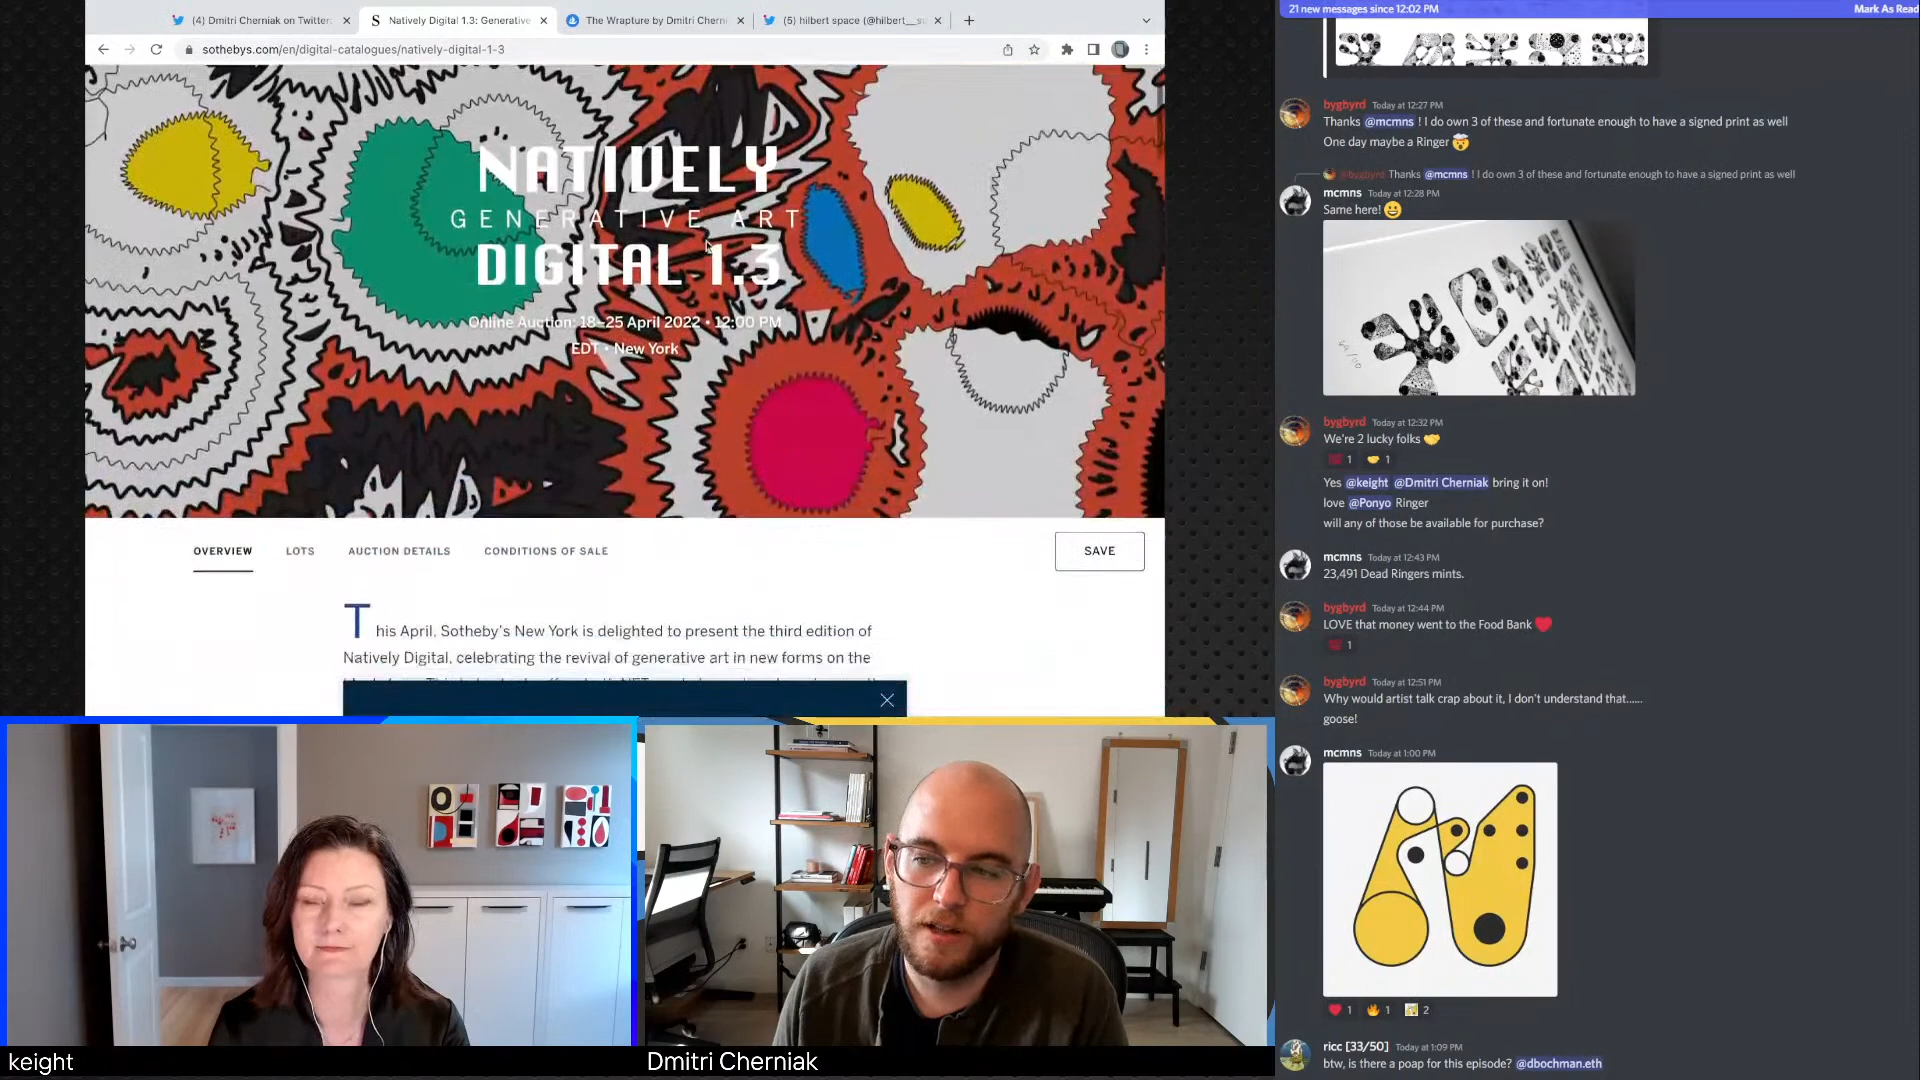 (4) Dmitri Cherniak on Twitter:
Natively Digital 1.3: Generative
The Wrapture by Dmitri Cherni
(5) hilbert space (@hilbert__s
sothebys.com/en/digital-catalogues/natively-digital-1-3
NATIVELY
GENERATIVE ART
DIGITAL 1.3
Online Auction: 18–25 April 2022 • 12:00 PM
EDT • New York
OVERVIEW
LOTS
AUCTION DETAILS
CONDITIONS OF SALE
SAVE
This April, Sotheby's New York is delighted to present the third edition of
Natively Digital, celebrating the revival of generative art in new forms on the
keight
Dmitri Cherniak
21 new messages since 12:02 PM
Mark As Read
bygbyrd Today at 12:27 PM
Thanks @mcmns ! I do own 3 of these and fortunate enough to have a signed print as well
One day maybe a Ringer
@bygbyrd Thanks @mcmns ! I do own 3 of these and fortunate enough to have a signed print as well
mcmns Today at 12:28 PM
Same here!
bygbyrd Today at 12:32 PM
We're 2 lucky folks
1 1
Yes @keight @Dmitri Cherniak bring it on!
love @Ponyo Ringer
will any of those be available for purchase?
mcmns Today at 12:43 PM
23,491 Dead Ringers mints.
bygbyrd Today at 12:44 PM
LOVE that money went to the Food Bank
1
bygbyrd Today at 12:51 PM
Why would artist talk crap about it, I don't understand that......
goose!
mcmns Today at 1:00 PM
1 1 2
ricc [33/50] Today at 1:09 PM
btw, is there a poap for this episode? @dbochman.eth